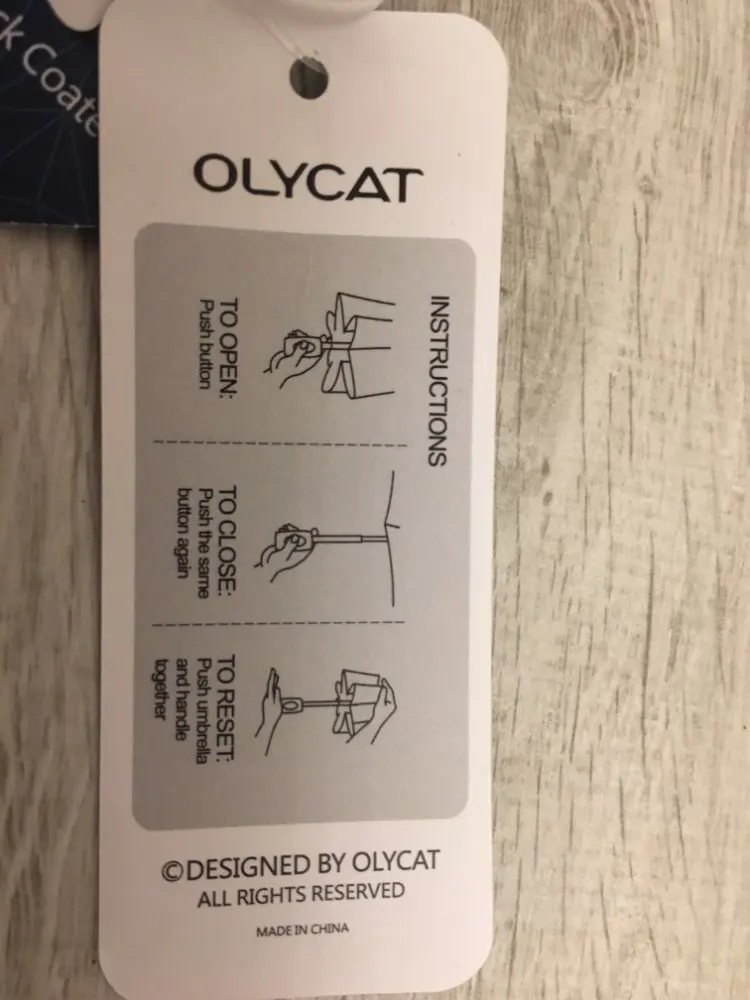 ck Coate
OLYCAT
INSTRUCTIONS
TO OPEN:
Push button
TO CLOSE:
Push the same
button again
TO RESET:
Push umbrella
and handle
together
©DESIGNED BY OLYCAT
ALL RIGHTS RESERVED
MADE IN CHINA